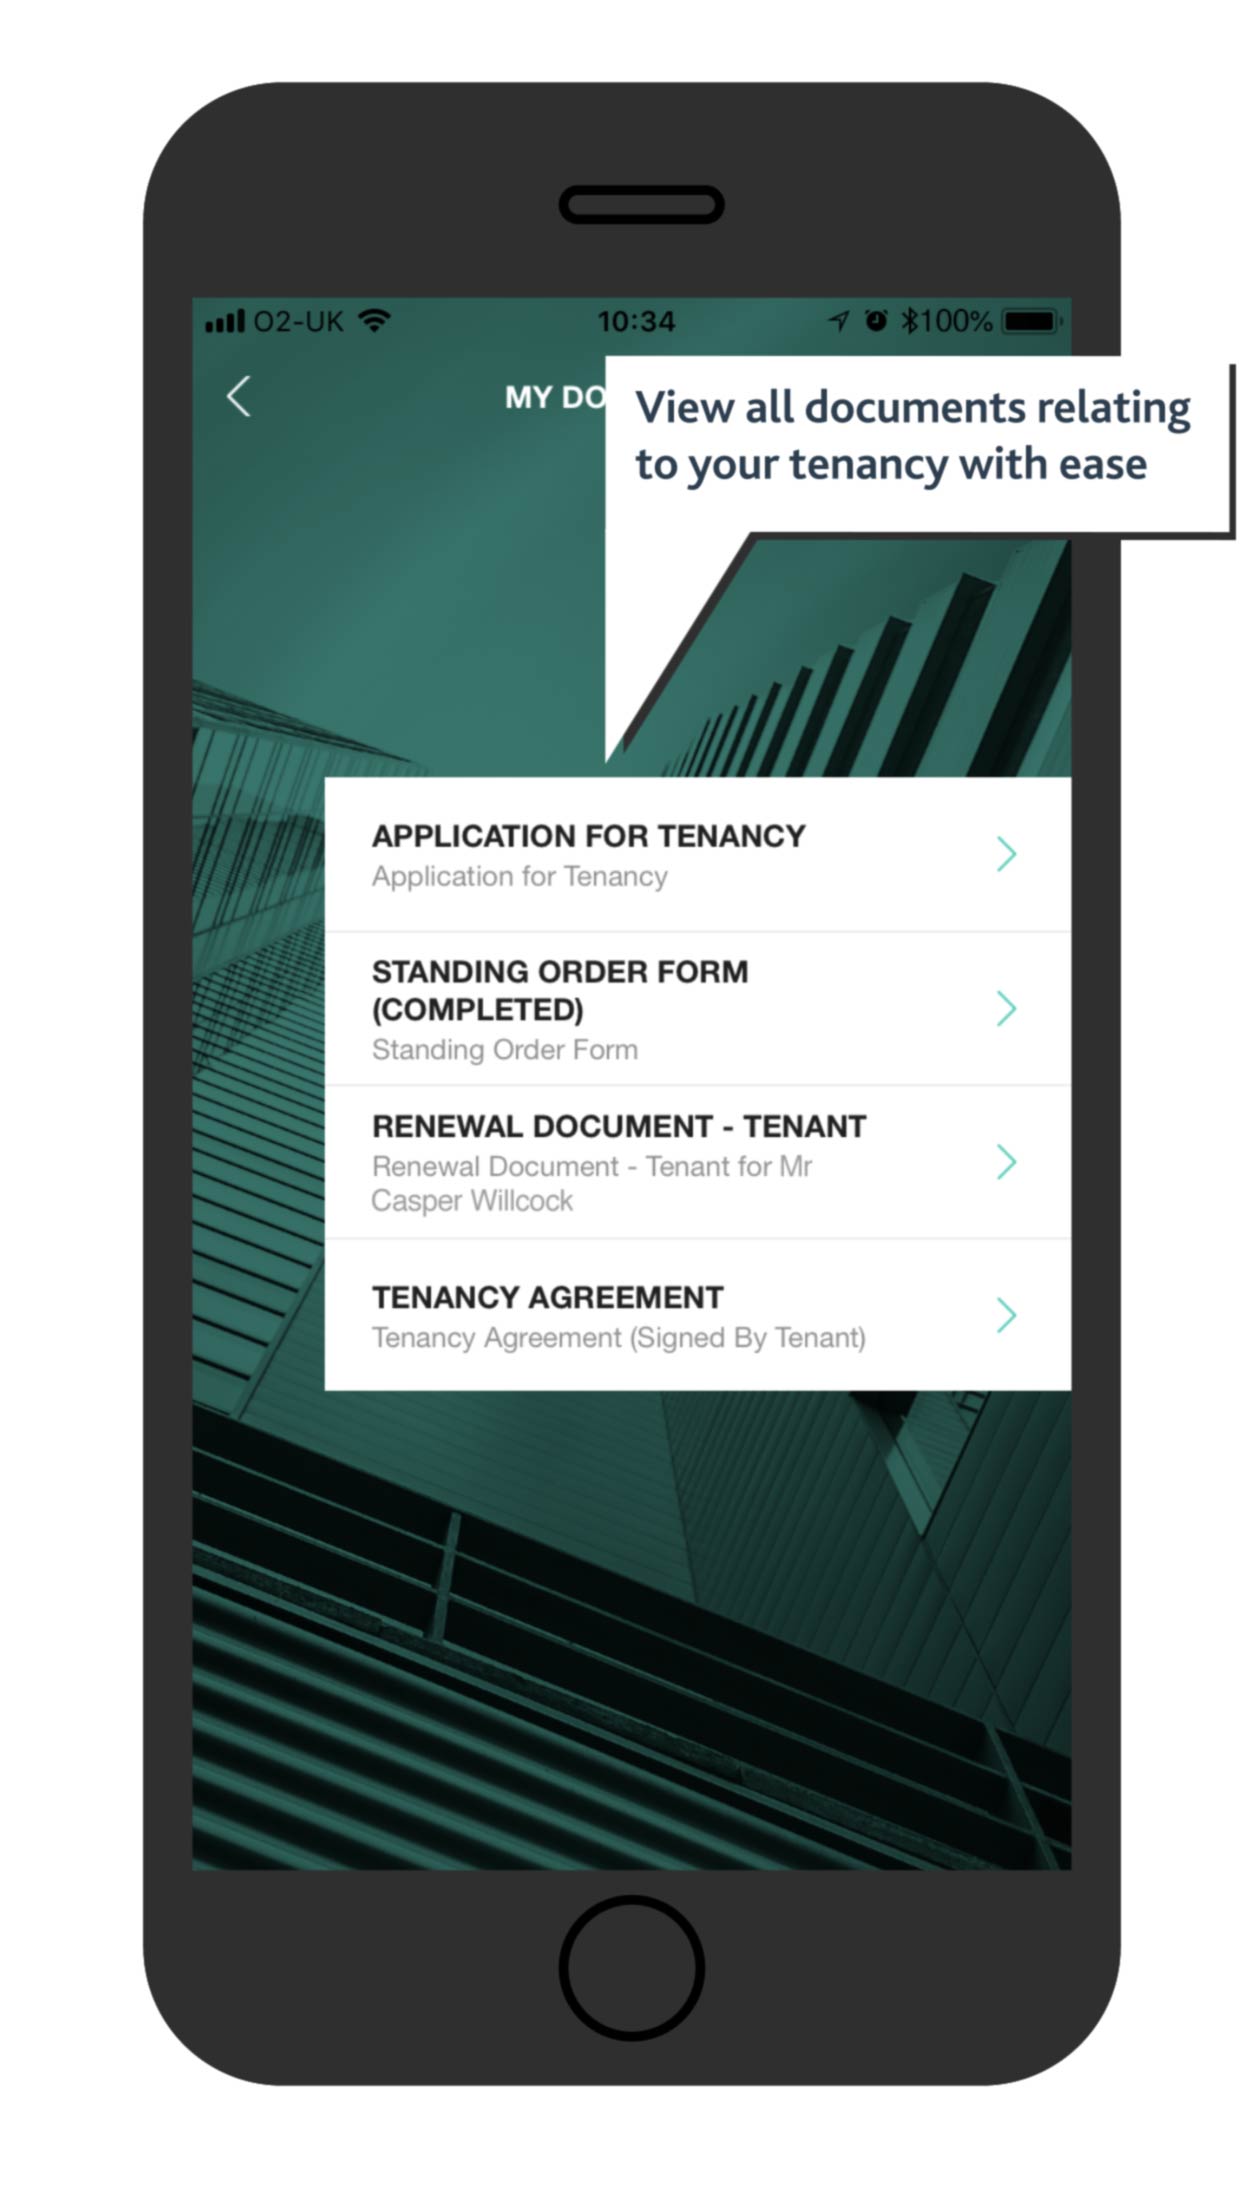 O2-UK 10:34 100%
MY DO
View all documents relating
to your tenancy with ease
APPLICATION FOR TENANCY
Application for Tenancy
STANDING ORDER FORM
(COMPLETED)
Standing Order Form
RENEWAL DOCUMENT - TENANT
Renewal Document - Tenant for Mr
Casper Willcock
TENANCY AGREEMENT
Tenancy Agreement (Signed By Tenant)